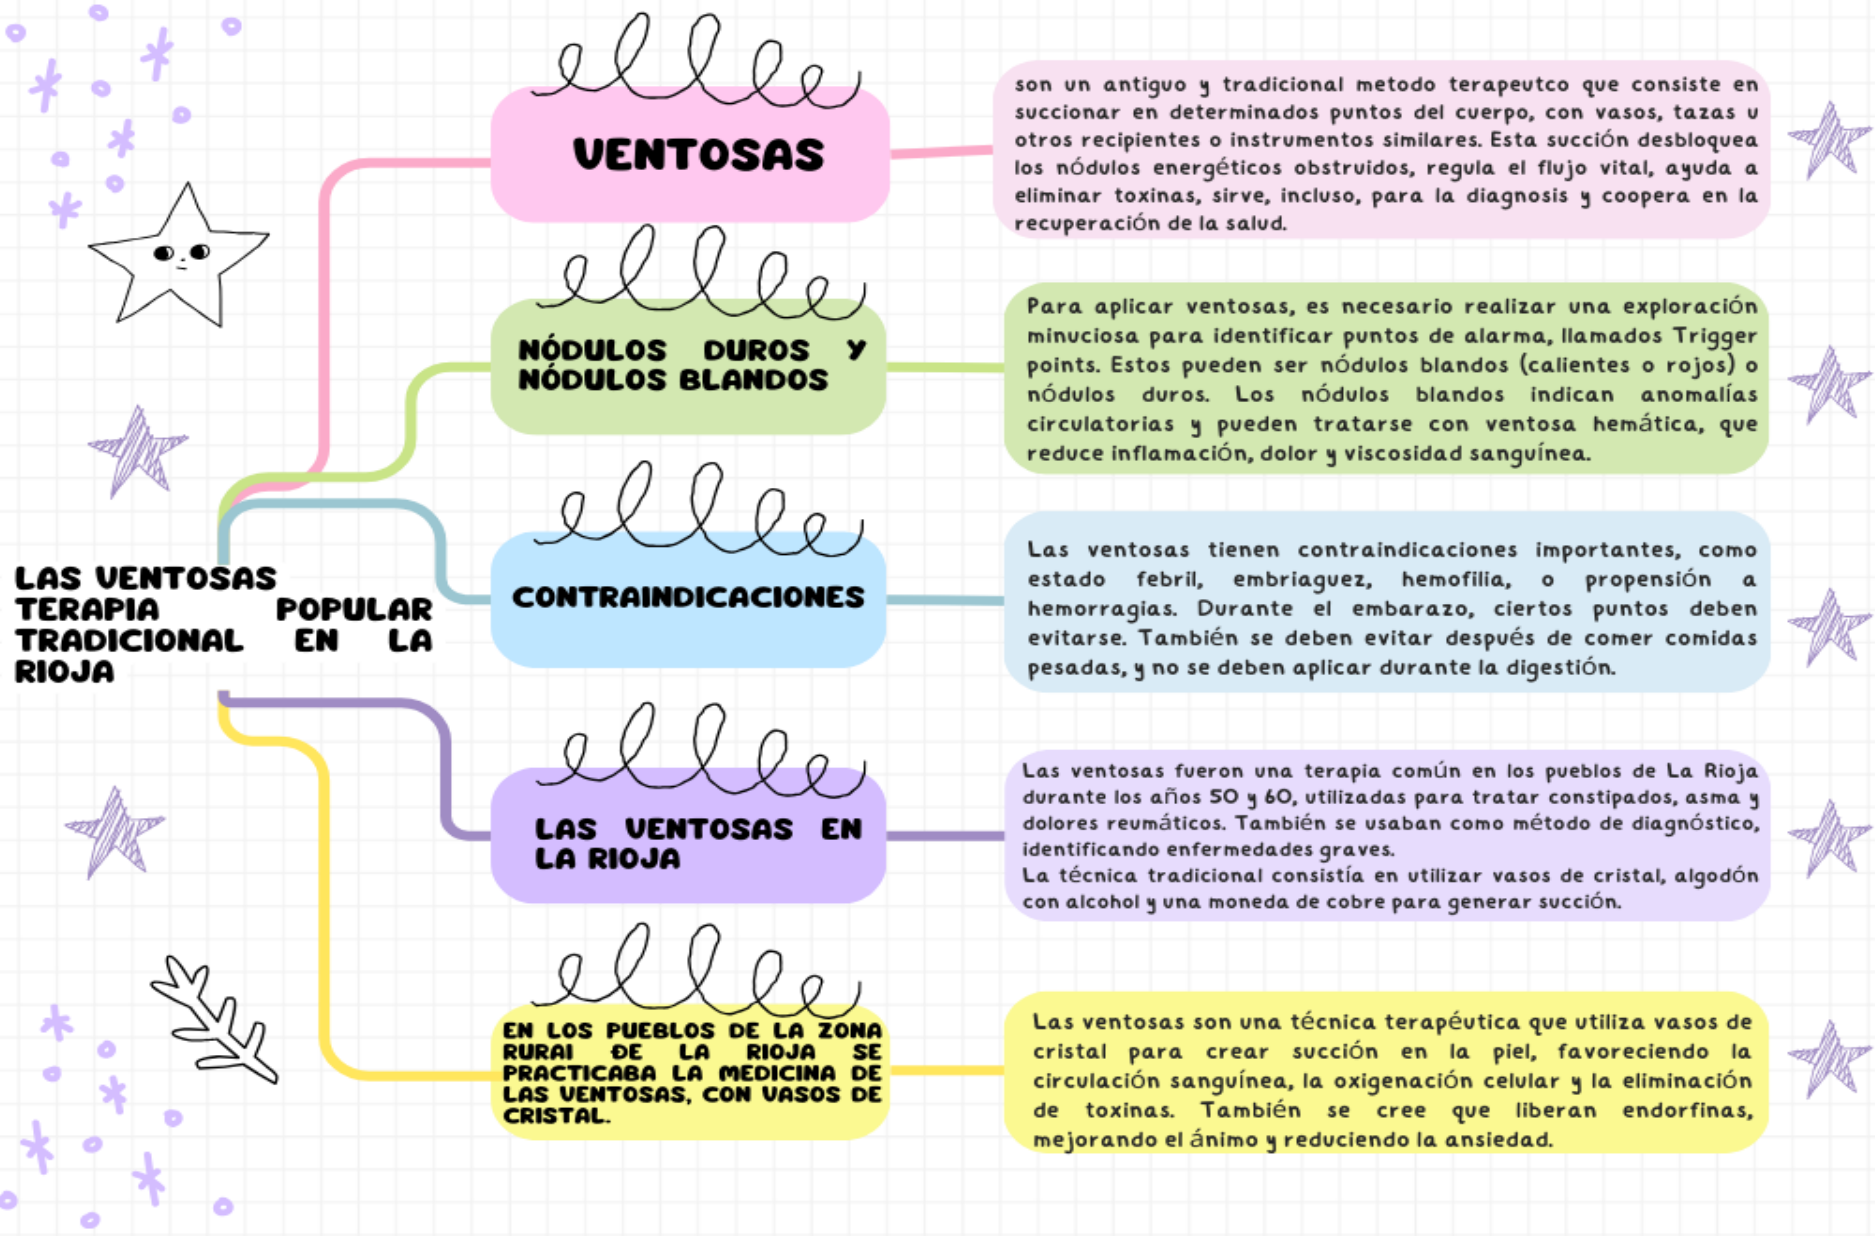 LAS VENTOSAS
TERAPIA POPULAR
TRADICIONAL EN LA
RIOJA
VENTOSAS
son un antiguo y tradicional metodo terapeutco que consiste en
succionar en determinados puntos del cuerpo, con vasos, tazas u
otros recipientes o instrumentos similares. Esta succión desbloquea
los nódulos energéticos obstruidos, regula el flujo vital, ayuda a
eliminar toxinas, sirve, incluso, para la diagnosis y coopera en la
recuperación de la salud.
NÓDULOS DUROS Y
NÓDULOS BLANDOS
Para aplicar ventosas, es necesario realizar una exploración
minuciosa para identificar puntos de alarma, llamados Trigger
points. Estos pueden ser nódulos blandos (calientes o rojos) o
nódulos duros. Los nódulos blandos indican anomalías
circulatorias y pueden tratarse con ventosa hemática, que
reduce inflamación, dolor y viscosidad sanguínea.
CONTRAINDICACIONES
Las ventosas tienen contraindicaciones importantes, como
estado febril, embriaguez, hemofilia, o propensión a
hemorragias. Durante el embarazo, ciertos puntos deben
evitarse. También se deben evitar después de comer comidas
pesadas, y no se deben aplicar durante la digestión.
LAS VENTOSAS EN
LA RIOJA
Las ventosas fueron una terapia común en los pueblos de La Rioja
durante los años 50 y 60, utilizadas para tratar constipados, asma y
dolores reumáticos. También se usaban como método de diagnóstico,
identificando enfermedades graves.
La técnica tradicional consistía en utilizar vasos de cristal, algodón
con alcohol y una moneda de cobre para generar succión.
EN LOS PUEBLOS DE LA ZONA
RURAI ÐE LA RIOJA SE
PRACTICABA LA MEDICINA DE
LAS VENTOSAS, CON VASOS DE
CRISTAL.
Las ventosas son una técnica terapéutica que utiliza vasos de
cristal para crear succión en la piel, favoreciendo la
circulación sanguínea, la oxigenación celular y la eliminación
de toxinas. También se cree que liberan endorfinas,
mejorando el ánimo y reduciendo la ansiedad.